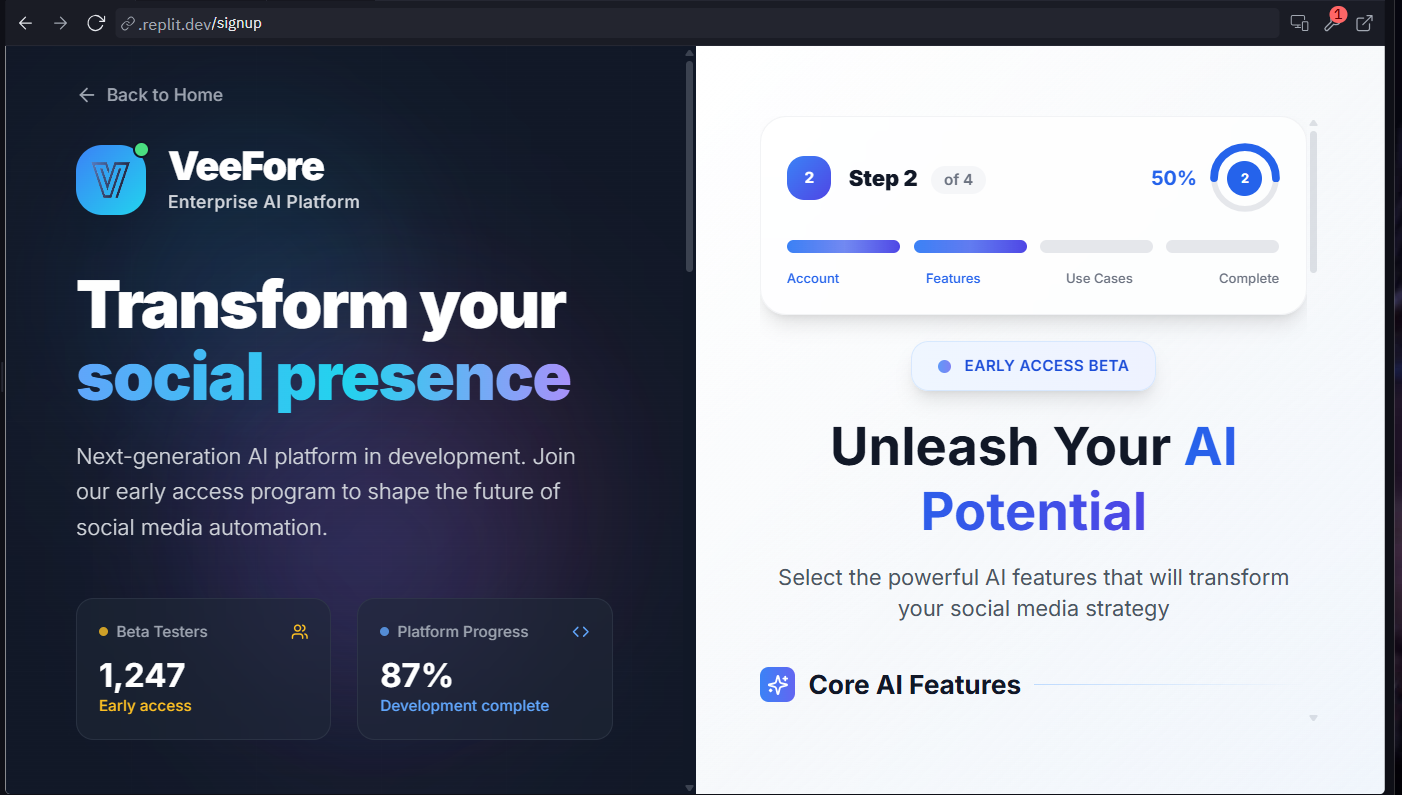 .replit.dev/signup
1
Back to Home
VeeFore
Enterprise AI Platform
Transform your
social presence
Next-generation AI platform in development. Join
our early access program to shape the future of
social media automation.
Beta Testers
1,247
Early access
Platform Progress
87%
Development complete
2
Step 2
of 4
50%
2
Account
Features
Use Cases
Complete
EARLY ACCESS BETA
Unleash Your AI
Potential
Select the powerful AI features that will transform
your social media strategy
Core AI Features